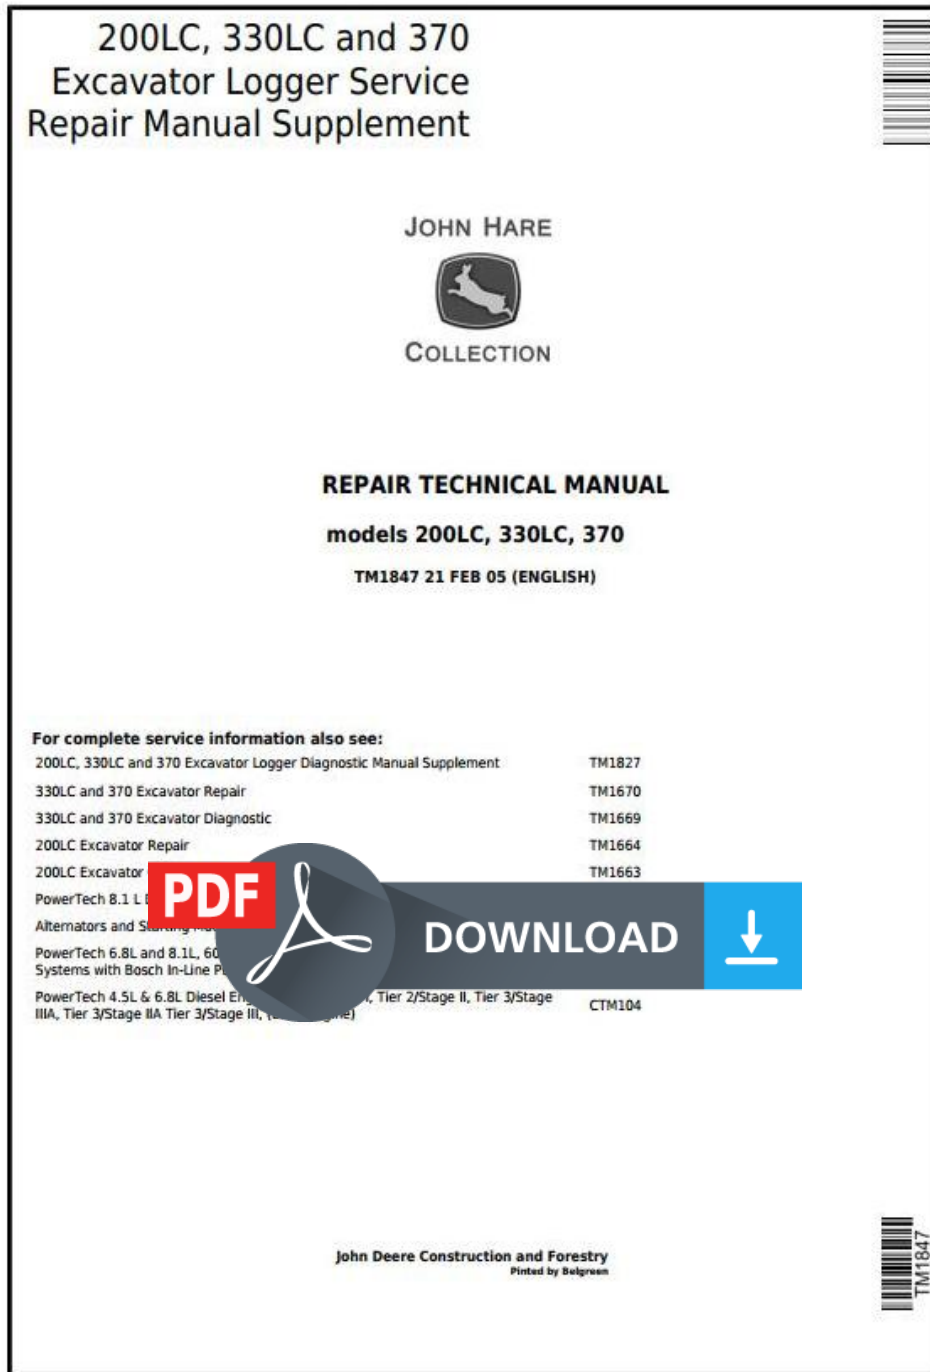 200LC, 330LC and 370
Excavator Logger Service
Repair Manual Supplement
JOHN HARE
COLLECTION
REPAIR TECHNICAL MANUAL
models 200LC, 330LC, 370
TM1847 21 FEB 05 (ENGLISH)
For complete service information also see:
200LC, 330LC and 370 Excavator Logger Diagnostic Manual Supplement TM1827
330LC and 370 Excavator Repair TM1670
330LC and 370 Excavator Diagnostic TM1669
200LC Excavator Repair TM1664
200LC Excavator TM1663
PowerTech 8.1 L
Alternators and
PowerTech 6.8L and 8.1L,
Systems with Bosch In-Line
PowerTech 4.5L & 6.8L Diesel Tier 2/Stage II, Tier 3/Stage
IIIA, Tier 3/Stage IIA Tier 3/Stage III, CTM104
PDF
DOWNLOAD
John Deere Construction and Forestry
Pinted by Belgreen
TM1847